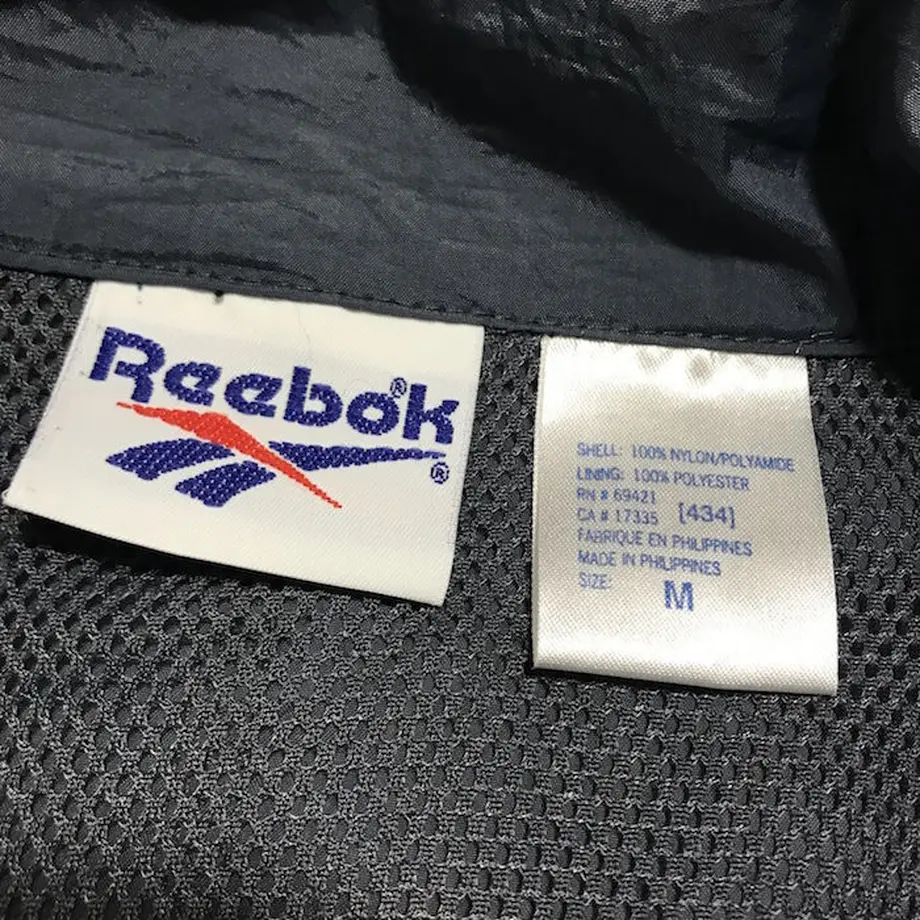 Reebok®
®
SHELL: 100% NYLON/POLYAMIDE
LINING: 100% POLYESTER
RN # 69421
CA # 17335 [434]
FABRIQUE EN PHILIPPINES
MADE IN PHILIPPINES
SIZE: M